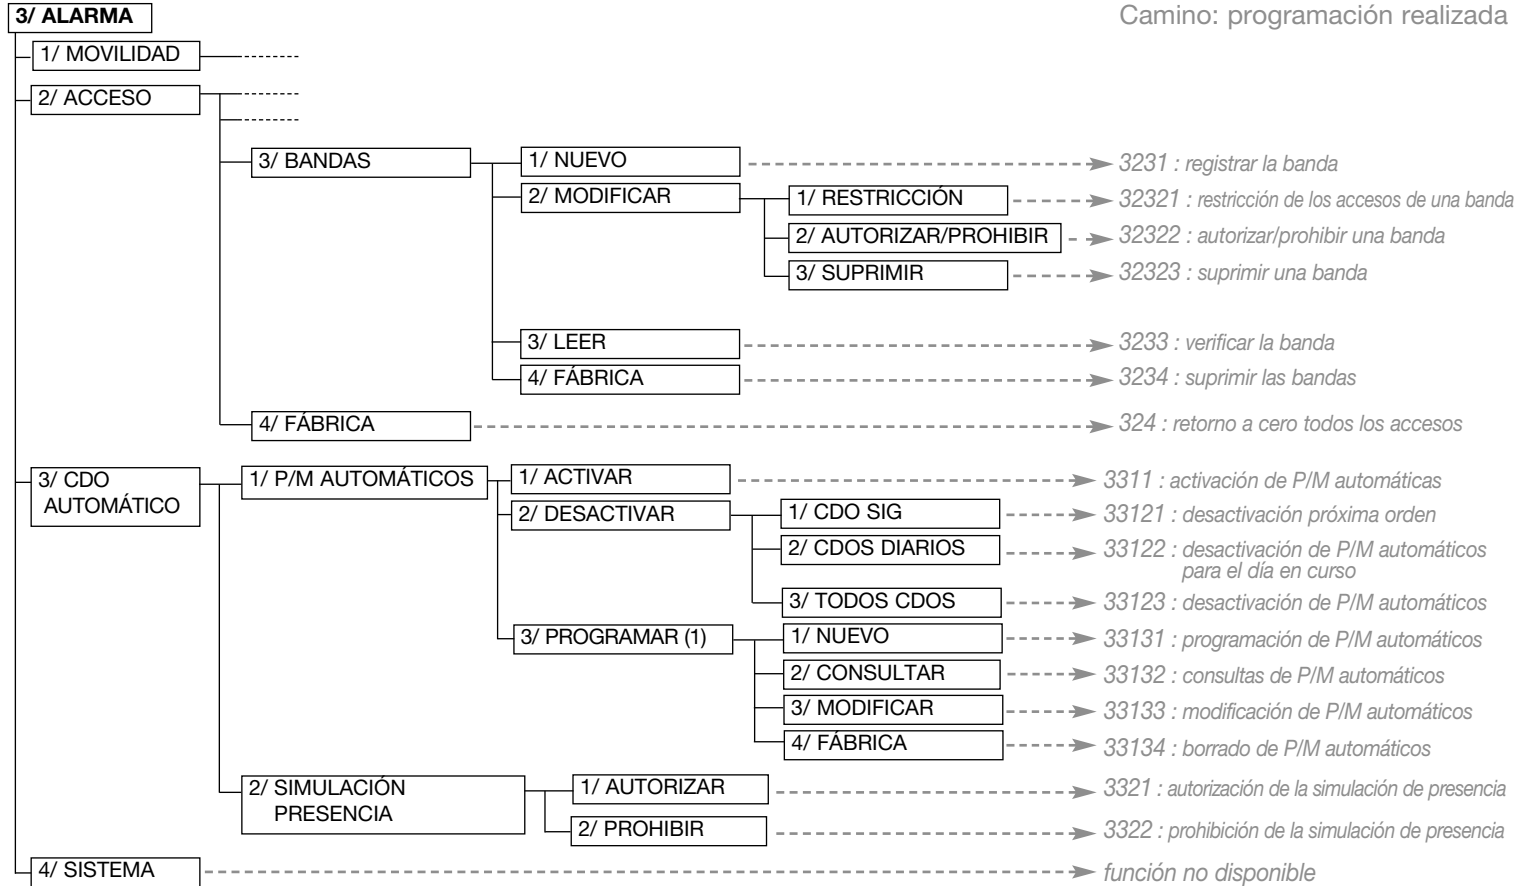 3/ ALARMA
Camino: programación realizada
1/ MOVILIDAD
2/ ACCESO
3/ BANDAS
1/ NUEVO
3231 : registrar la banda
2/ MODIFICAR
1/ RESTRICCIÓN
32321 : restricción de los accesos de una banda
2/ AUTORIZAR/PROHIBIR
32322 : autorizar/prohibir una banda
3/ SUPRIMIR
32323 : suprimir una banda
3/ LEER
3233 : verificar la banda
4/ FÁBRICA
3234 : suprimir las bandas
4/ FÁBRICA
324 : retorno a cero todos los accesos
3/ CDO
AUTOMÁTICO
1/ P/M AUTOMÁTICOS
1/ ACTIVAR
3311 : activación de P/M automáticas
2/ DESACTIVAR
1/ CDO SIG
33121 : desactivación próxima orden
2/ CDOS DIARIOS
33122 : desactivación de P/M automáticos
para el día en curso
3/ TODOS CDOS
33123 : desactivación de P/M automáticos
3/ PROGRAMAR (1)
1/ NUEVO
33131 : programación de P/M automáticos
2/ CONSULTAR
33132 : consultas de P/M automáticos
3/ MODIFICAR
33133 : modificación de P/M automáticos
4/ FÁBRICA
33134 : borrado de P/M automáticos
2/ SIMULACIÓN
PRESENCIA
1/ AUTORIZAR
3321 : autorización de la simulación de presencia
2/ PROHIBIR
3322 : prohibición de la simulación de presencia
4/ SISTEMA
función no disponible